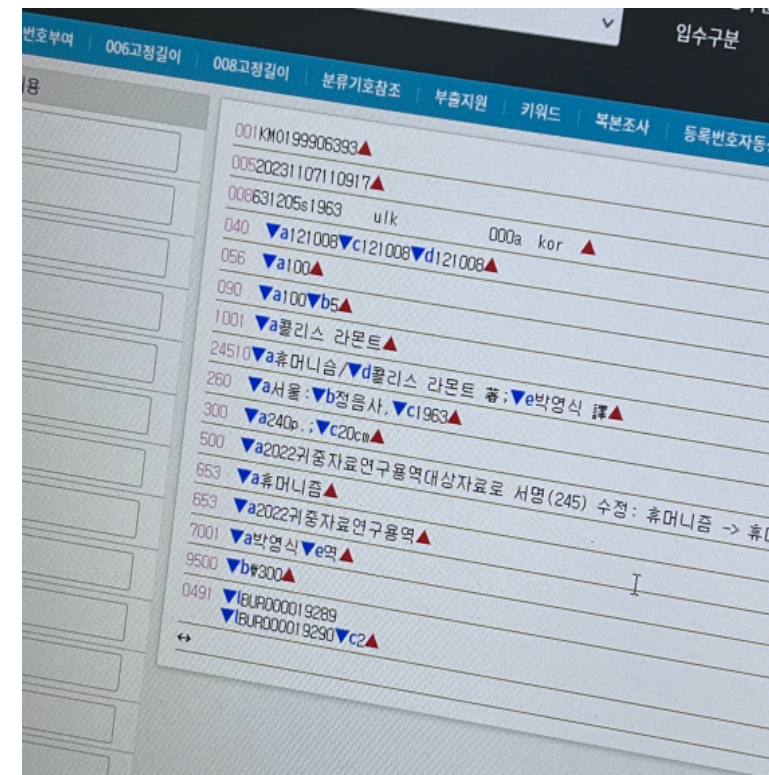 입수구분
번호부여 006고정길이 008고정길이 분류기호참조 부출지원 키워드 복본조사 등록번호자동
용
001KMO199906393▲
00520231107110917▲
008631205s1963 ulk 000a kor ▲
040 ▼a121008▼c121008▼d121008▲
056 ▼a100▲
090 ▼a100▼b5▲
1001 ▼a콜리스 라몬트▲
24510▼a휴머니슴/▼d콜리스 라몬트 著;▼e박영식 譯▲
260 ▼a서울:▼b정음사,▼c1963▲
300 ▼a240p.;▼c20cm▲
500 ▼a2022귀중자료연구용역대상자료로 서명(245) 수정: 휴머니즘 -> 휴머
653 ▼a휴머니즘▲
653 ▼a2022귀중자료연구용역▲
7001 ▼a박영식▼e역▲
9500 ▼b₩300▲
0491 ▼lBUR000019289
▼lBUR000019290▼c2▲
↔